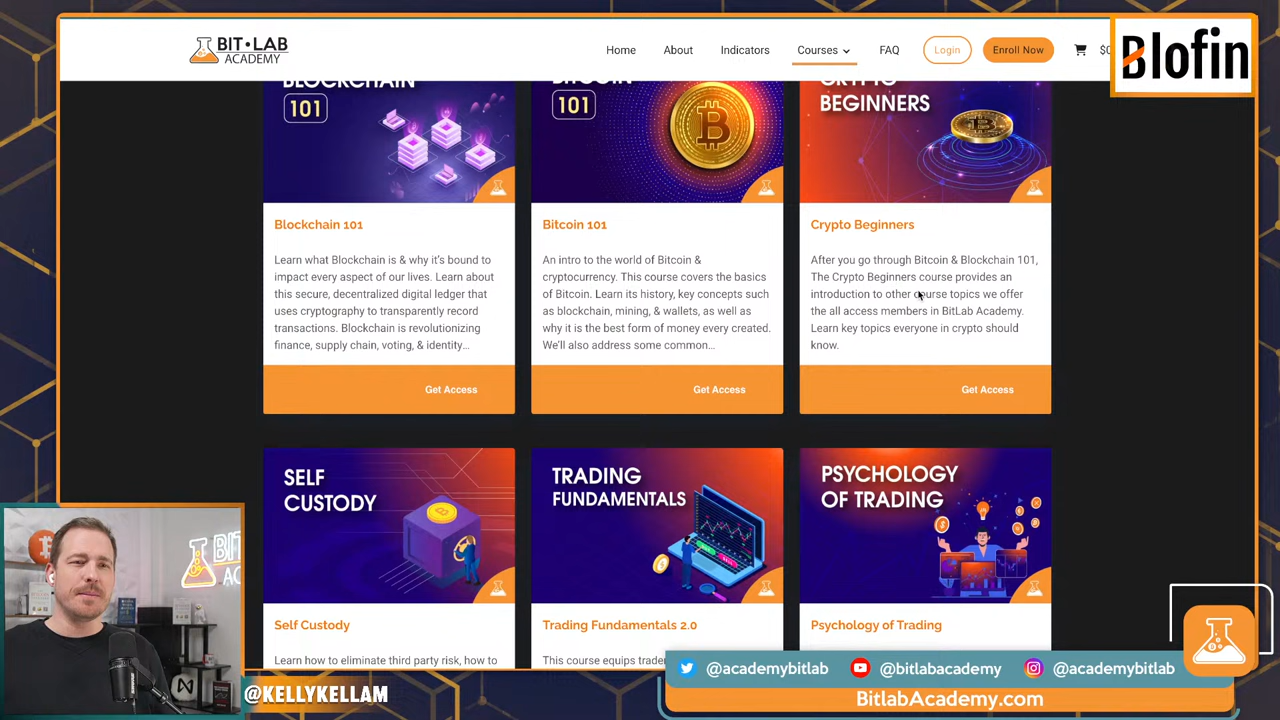 BIT•LAB
ACADEMY
Home
About
Indicators
Courses
FAQ
Login
Enroll Now
Blofin
BLOCKCHAIN
101
BITCOIN
101
CRYPTO
BEGINNERS
Blockchain 101
Learn what Blockchain is & why it's bound to
impact every aspect of our lives. Learn about
this secure, decentralized digital ledger that
uses cryptography to transparently record
transactions. Blockchain is revolutionizing
finance, supply chain, voting, & identity...
Get Access
Bitcoin 101
An intro to the world of Bitcoin &
cryptocurrency. This course covers the basics
of Bitcoin. Learn its history, key concepts such
as blockchain, mining, & wallets, as well as
why it is the best form of money every created.
We'll also address some common...
Get Access
Crypto Beginners
After you go through Bitcoin & Blockchain 101,
The Crypto Beginners course provides an
introduction to other course topics we offer
the all access members in BitLab Academy.
Learn key topics everyone in crypto should
know.
Get Access
SELF
CUSTODY
TRADING
FUNDAMENTALS
PSYCHOLOGY
OF TRADING
Self Custody
Learn how to eliminate third party risk, how to
Trading Fundamentals 2.0
This course equips
Psychology of Trading
@KELLYKELLAM
@academybitlab
@bitlabacademy
@academybitlab
BitlabAcademy.com